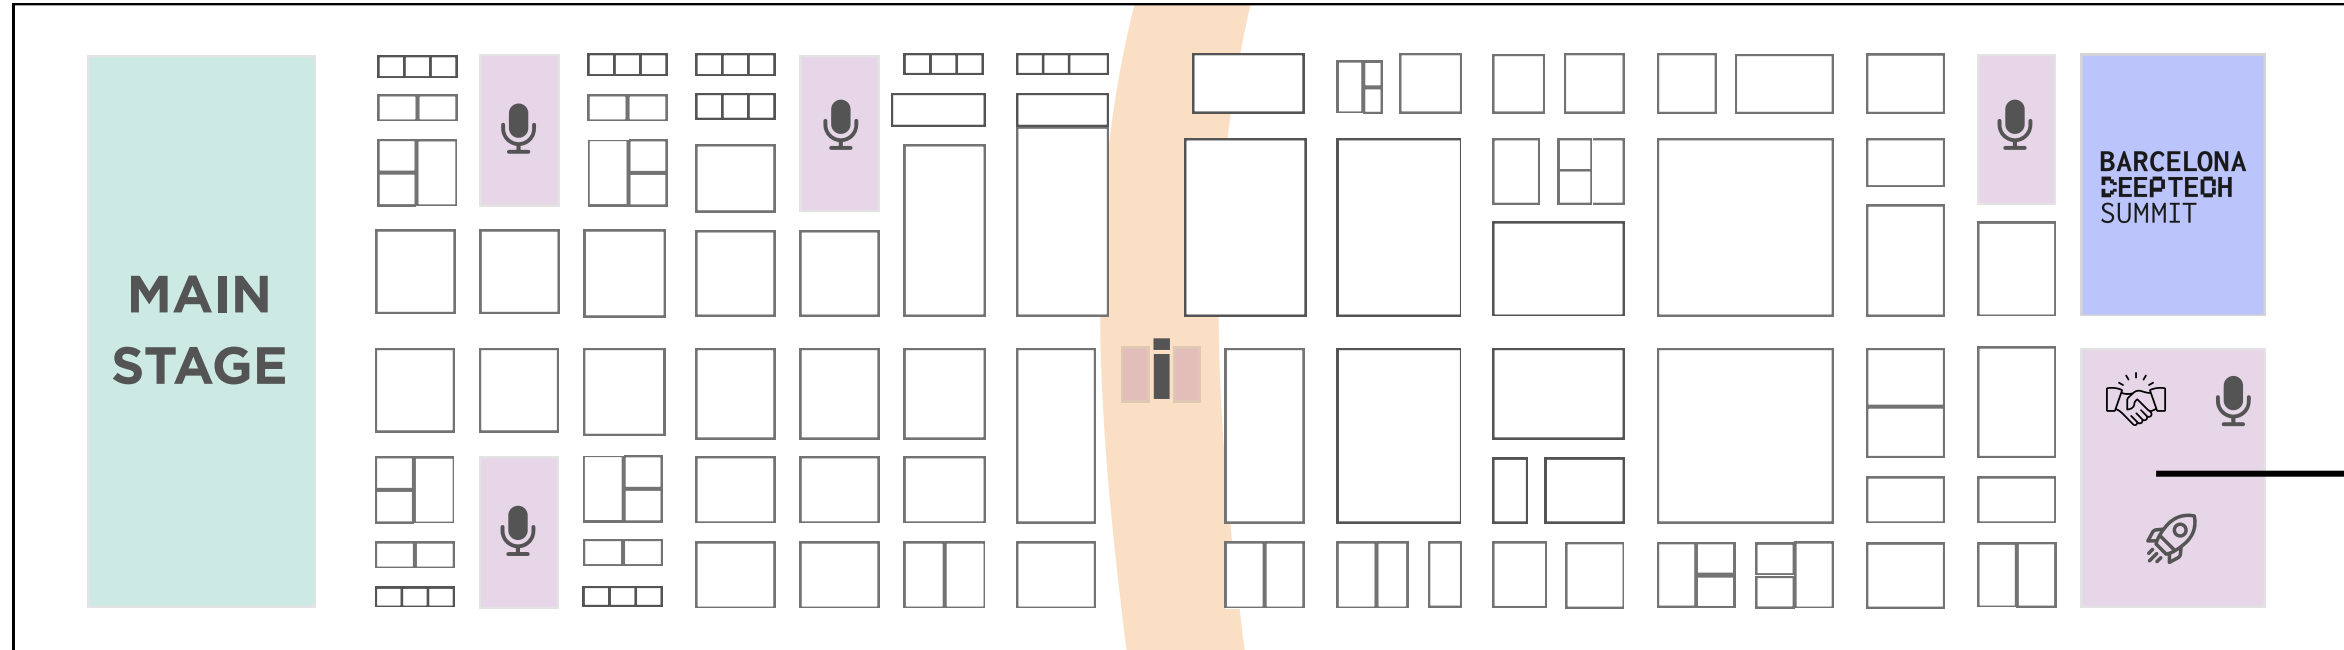 MAIN
STAGE
i
BARCELONA
DEEPTECH
SUMMIT